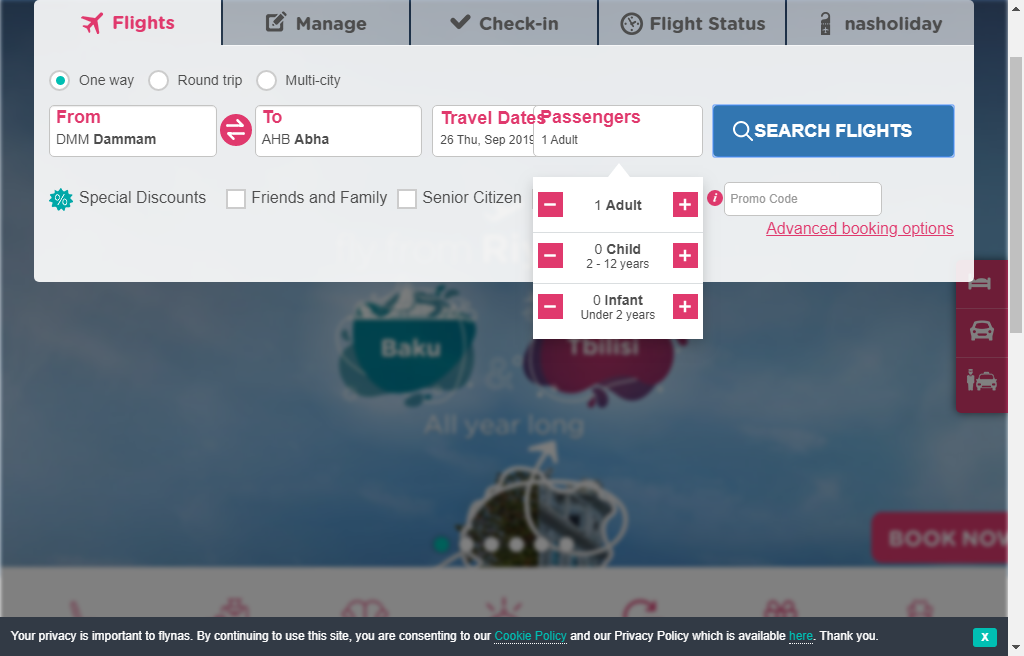 Flights
Manage
Check-in
Flight Status
nasholiday
One way
Round trip
Multi-city
From
DMM Dammam
To
AHB Abha
Travel Dates
26 Thu, Sep 2019
Passengers
1 Adult
SEARCH FLIGHTS
Special Discounts
Friends and Family
Senior Citizen
1 Adult
Promo Code
Advanced booking options
0 Child
2 - 12 years
0 Infant
Under 2 years
Baku
&
Tbilisi
All year long
BOOK NOW
Your privacy is important to flynas. By continuing to use this site, you are consenting to our Cookie Policy and our Privacy Policy which is available here. Thank you.
X